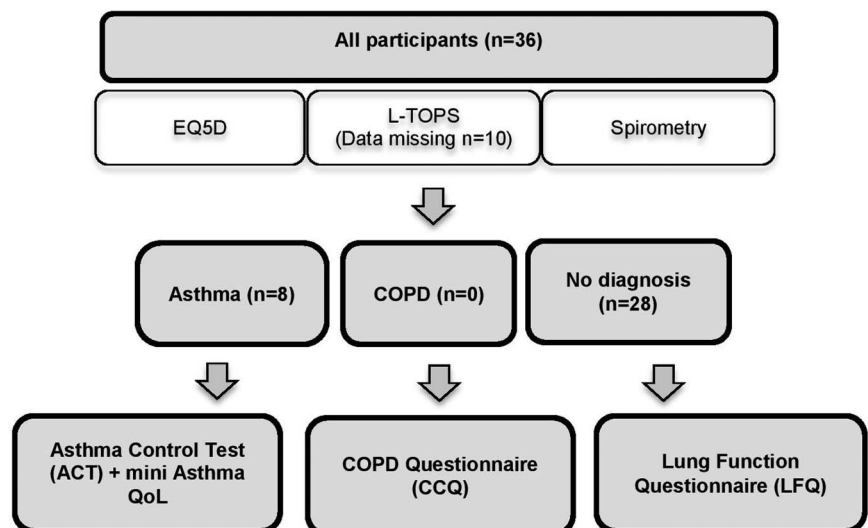 All participants (n=36)
EQ5D
L-TOPS
(Data missing n=10)
Spirometry
Asthma (n=8)
COPD (n=0)
No diagnosis
(n=28)
Asthma Control Test
(ACT) + mini Asthma
QoL
COPD Questionnaire
(CCQ)
Lung Function
Questionnaire (LFQ)